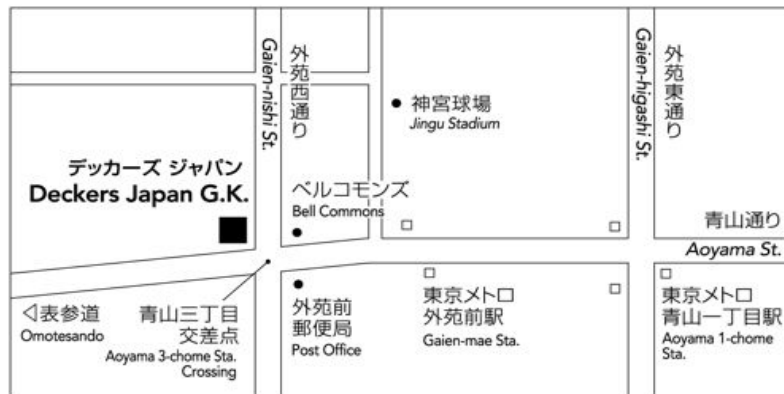 Gaien-nishi St.
外苑西通り
Gaien-higashi St.
外苑東通り
神宮球場
Jingu Stadium
デッカーズ ジャパン
Deckers Japan G.K.
ベルコモンズ
Bell Commons
青山通り
Aoyama St.
◁表参道
Omotesando
青山三丁目
交差点
Aoyama 3-chome Sta.
Crossing
外苑前
郵便局
Post Office
東京メトロ
外苑前駅
Gaien-mae Sta.
東京メトロ
青山一丁目駅
Aoyama 1-chome
Sta.